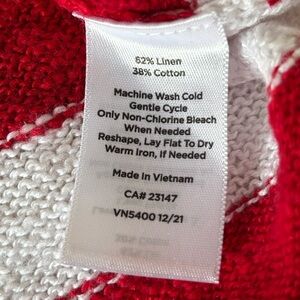 62% Linen
38% Cotton
Machine Wash Cold
Gentle Cycle
Only Non-Chlorine Bleach
When Needed
Reshape, Lay Flat To Dry
Warm Iron, If Needed
Made In Vietnam
CA# 23147
VN5400 12/21